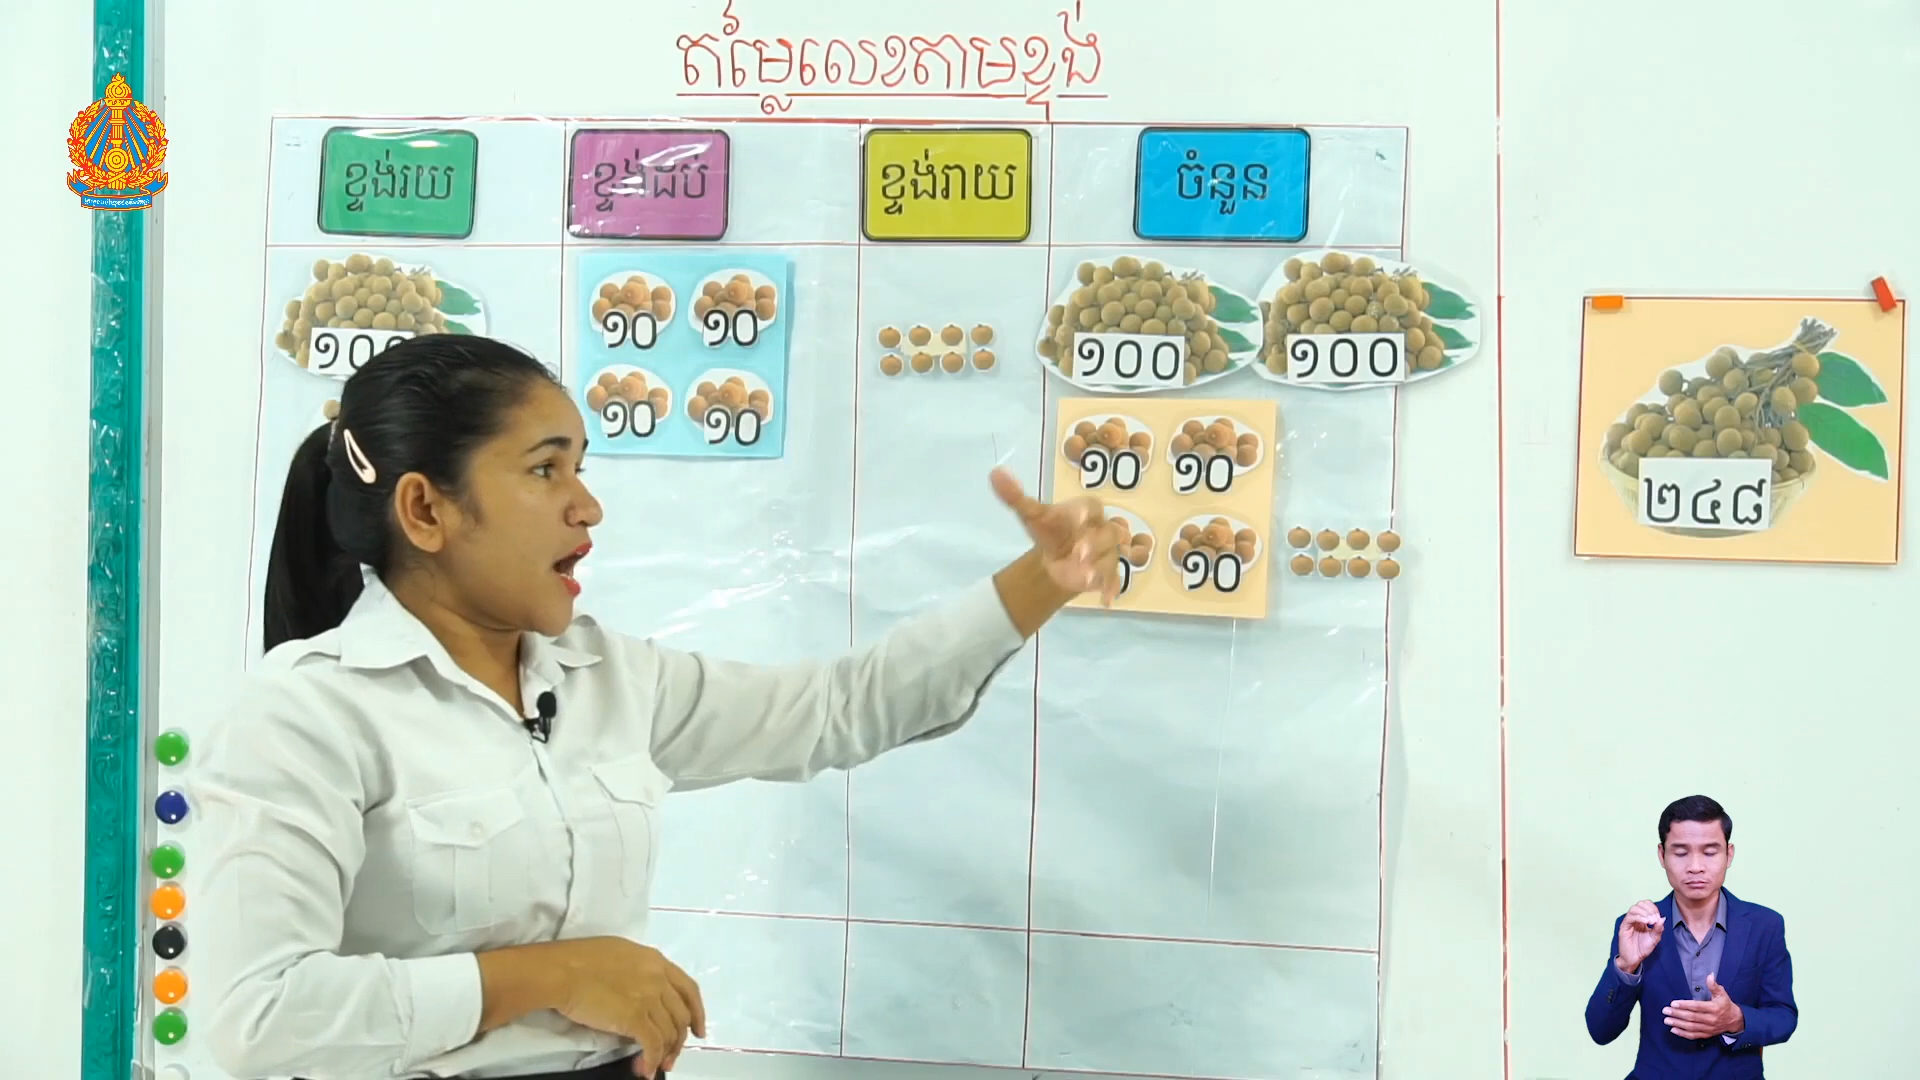 តម្លៃលេខតាមខ្ទង់
ខ្ទង់រយ ខ្ទង់ដប់ ខ្ទង់រាយ ចំនួន
១០០ ១០ ១០ ១០០ ១០០
១០ ១០
១០ ១០
១០
២៤៨